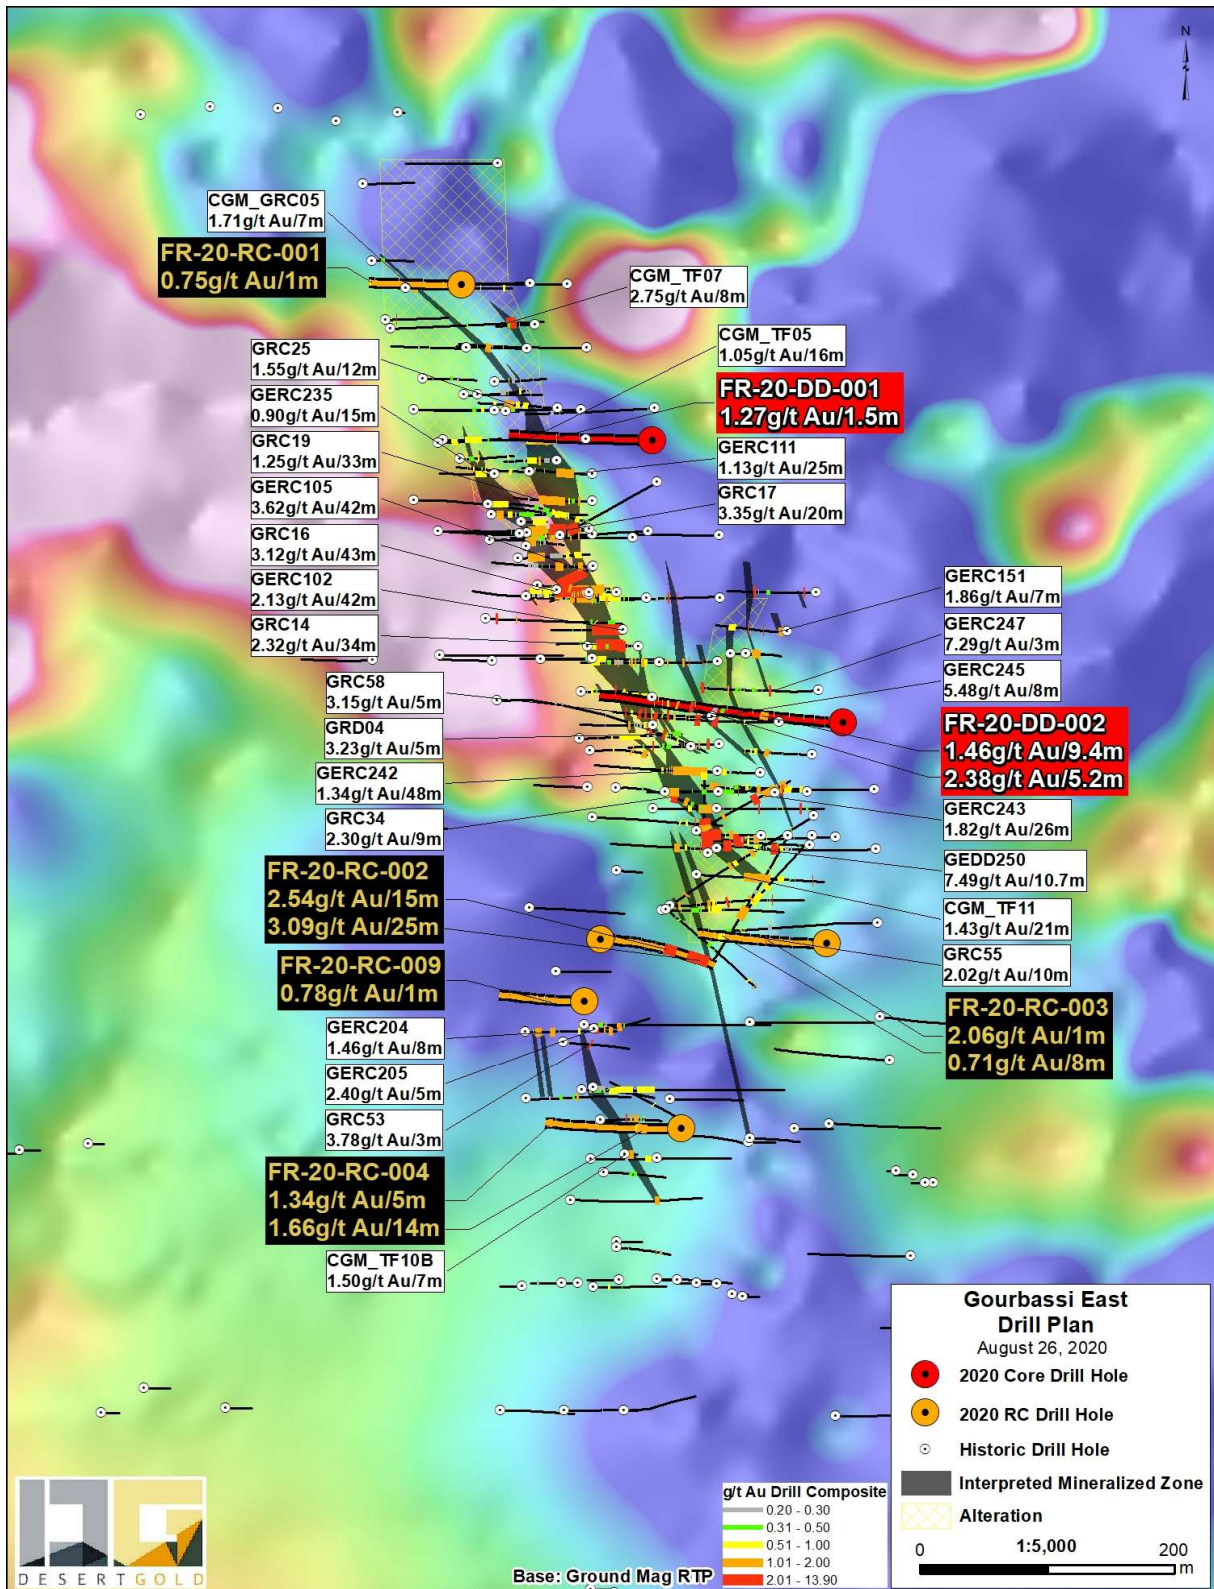 N
CGM_GRC05
1.71g/t Au/7m
FR-20-RC-001
0.75g/t Au/1m
CGM_TF07
2.75g/t Au/8m
GRC25
1.55g/t Au/12m
GERC235
0.90g/t Au/15m
GRC19
1.25g/t Au/33m
GERC105
3.62g/t Au/42m
GRC16
3.12g/t Au/43m
GERC102
2.13g/t Au/42m
GRC14
2.32g/t Au/34m
CGM_TF05
1.05g/t Au/16m
FR-20-DD-001
1.27g/t Au/1.5m
GERC111
1.13g/t Au/25m
GRC17
3.35g/t Au/20m
GERC151
1.86g/t Au/7m
GERC247
7.29g/t Au/3m
GERC245
5.48g/t Au/8m
FR-20-DD-002
1.46g/t Au/9.4m
2.38g/t Au/5.2m
GRC58
3.15g/t Au/5m
GRD04
3.23g/t Au/5m
GERC242
1.34g/t Au/48m
GRC34
2.30g/t Au/9m
GERC243
1.82g/t Au/26m
GEDD250
7.49g/t Au/10.7m
CGM_TF11
1.43g/t Au/21m
GRC55
2.02g/t Au/10m
FR-20-RC-002
2.54g/t Au/15m
3.09g/t Au/25m
FR-20-RC-009
0.78g/t Au/1m
FR-20-RC-003
2.06g/t Au/1m
0.71g/t Au/8m
GERC204
1.46g/t Au/8m
GERC205
2.40g/t Au/5m
GRC53
3.78g/t Au/3m
FR-20-RC-004
1.34g/t Au/5m
1.66g/t Au/14m
CGM_TF10B
1.50g/t Au/7m
Gourbassi East
Drill Plan
August 26, 2020
2020 Core Drill Hole
2020 RC Drill Hole
Historic Drill Hole
Interpreted Mineralized Zone
Alteration
1:5,000
0 200
m
g/t Au Drill Composite
0.20 - 0.30
0.31 - 0.50
0.51 - 1.00
1.01 - 2.00
2.01 - 13.90
Base: Ground Mag RTP
DESERTGOLD